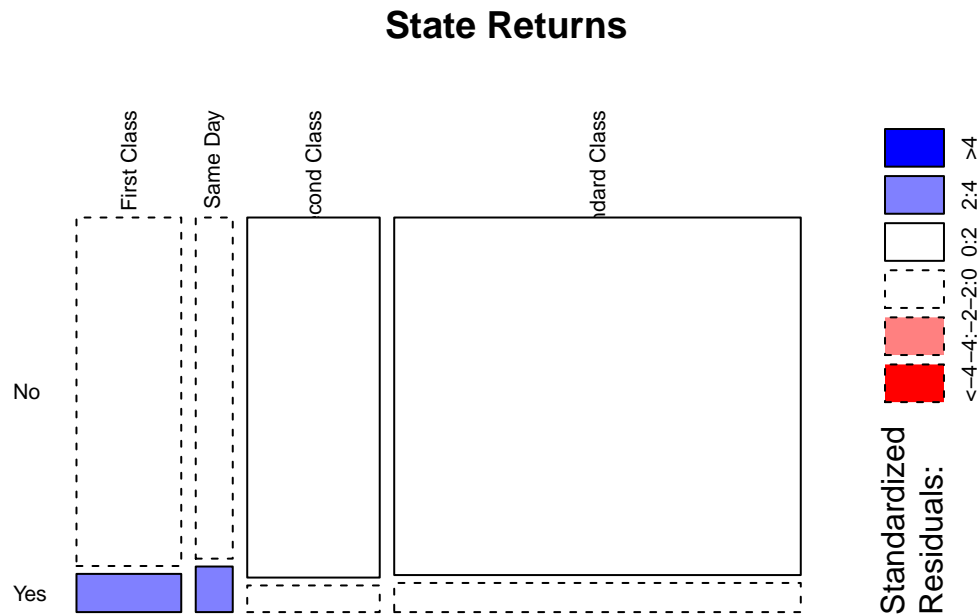 State Returns
First Class
Same Day
cond Class
ndard Class
No
Yes
Standardized
Residuals:
<−4
−4:−2
−2:0
0:2
2:4
>4